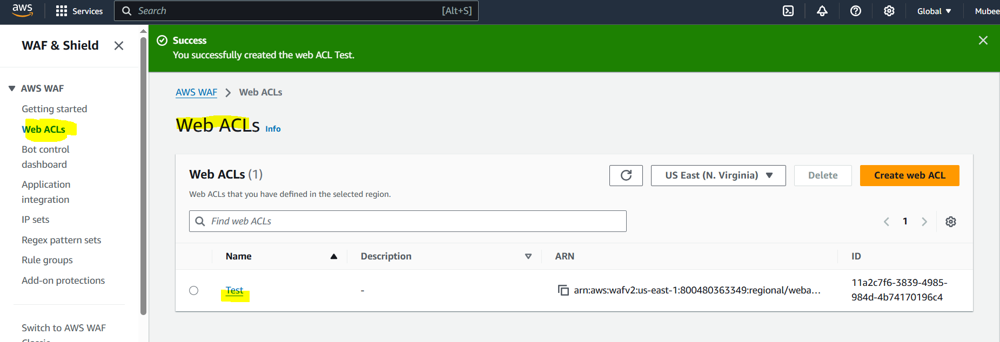 aws
Services
Search
[Alt+S]
Global
Mubee
WAF & Shield
AWS WAF
Getting started
Web ACLs
Bot control
dashboard
Application
integration
IP sets
Regex pattern sets
Rule groups
Add-on protections
Switch to AWS WAF
Classic
Success
You successfully created the web ACL Test.
AWS WAF > Web ACLs
Web ACLs Info
Web ACLs (1)
US East (N. Virginia)
Delete
Create web ACL
Web ACLs that you have defined in the selected region.
Find web ACLs
1
Name
Description
ARN
ID
Test
-
arn:aws:wafv2:us-east-1:800480363349:regional/weba...
11a2c7f6-3839-4985-
984d-4b74170196c4